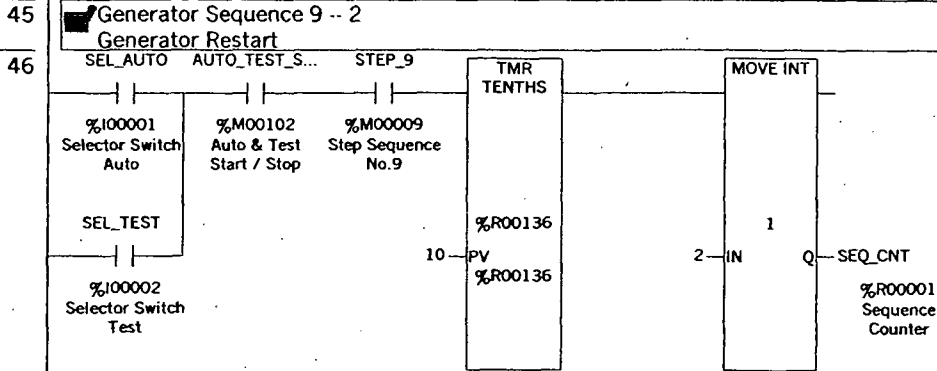 45
Generator Sequence 9 -- 2
Generator Restart
46
SEL_AUTO AUTO_TEST_S... STEP_9
TMR
TENTHS
MOVE INT
%I00001
Selector Switch
Auto
%M00102
Auto & Test
Start / Stop
%M00009
Step Sequence
No.9
SEL_TEST
%I00002
Selector Switch
Test
%R00136
10 PV
%R00136
1
2 IN Q SEQ_CNT
%R00001
Sequence
Counter